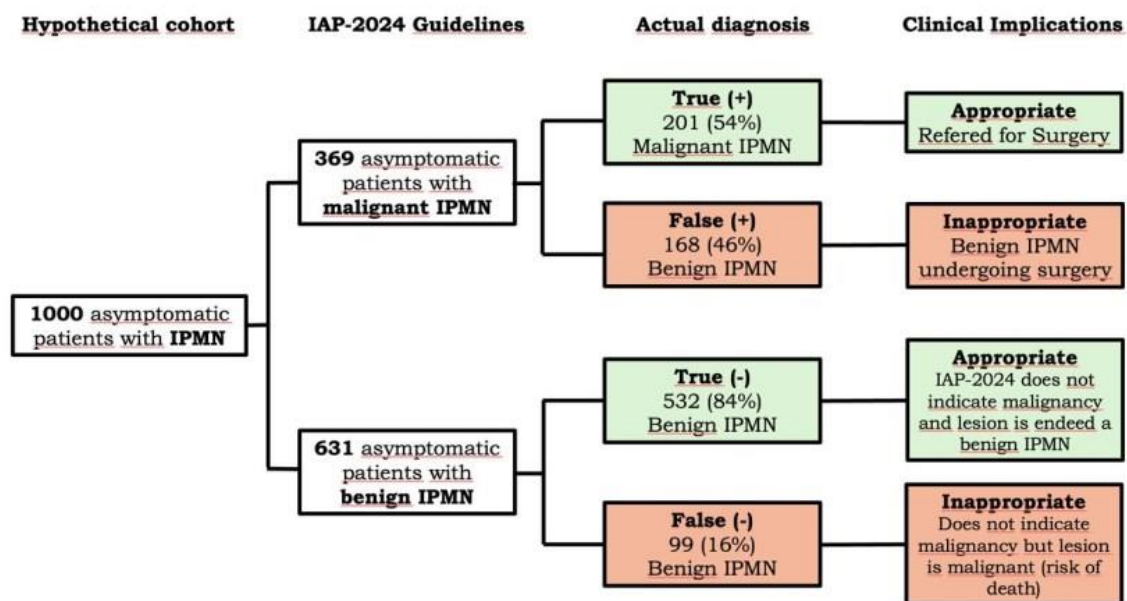 Hypothetical cohort
IAP-2024 Guidelines
Actual diagnosis
Clinical Implications
1000 asymptomatic
patients with IPMN
369 asymptomatic
patients with
malignant IPMN
True (+)
201 (54%)
Malignant IPMN
Appropriate
Refered for Surgery
False (+)
168 (46%)
Benign IPMN
Inappropriate
Benign IPMN
undergoing surgery
631 asymptomatic
patients with
benign IPMN
True (-)
532 (84%)
Benign IPMN
Appropriate
IAP-2024 does not
indicate malignancy
and lesion is endeed a
benign IPMN
False (-)
99 (16%)
Benign IPMN
Inappropriate
Does not indicate
malignancy but lesion
is malignant (risk of
death)